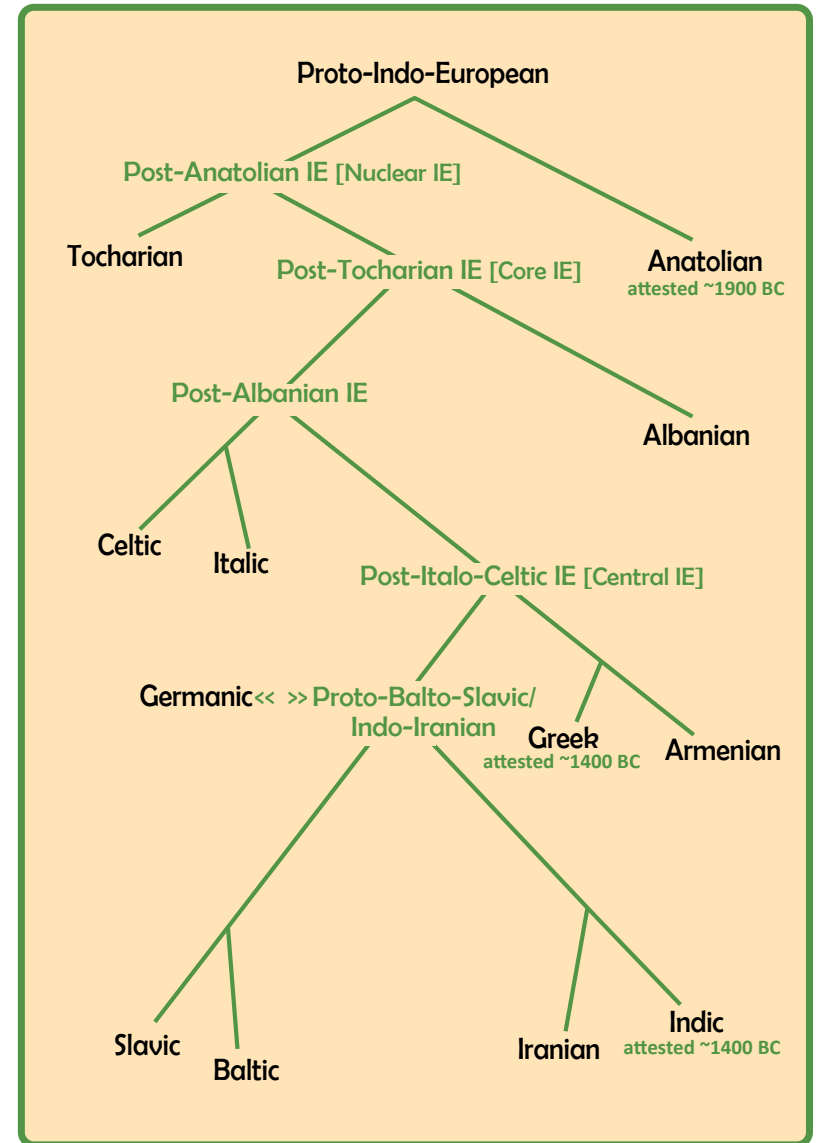 Proto-Indo-European
Post-Anatolian IE [Nuclear IE]
Tocharian
Anatolian
attested ~1900 BC
Post-Tocharian IE [Core IE]
Post-Albanian IE
Albanian
Celtic
Italic
Post-Italo-Celtic IE [Central IE]
Germanic<< >>Proto-Balto-Slavic/
Indo-Iranian
Greek
attested ~1400 BC
Armenian
Slavic
Baltic
Iranian
Indic
attested ~1400 BC